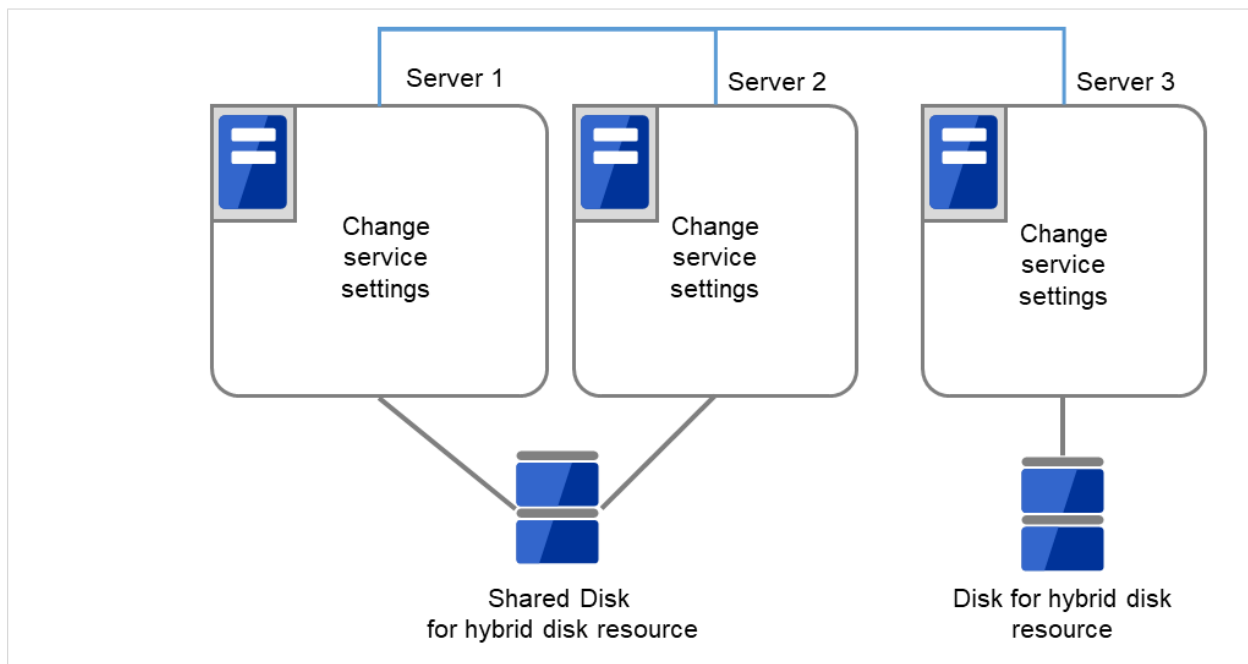 Server 1
Server 2
Server 3
Change
service
settings
Change
service
settings
Change
service
settings
Shared Disk
for hybrid disk resource
Disk for hybrid disk
resource